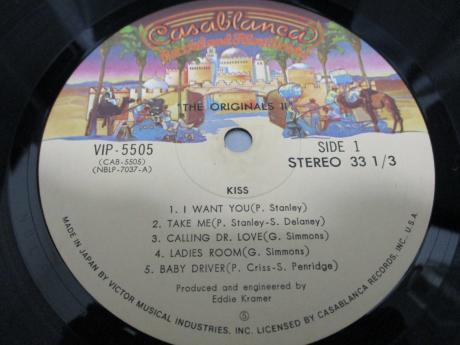 Casablanca
Record and FilmWorks
"THE ORIGINALS II"
VIP-5505
(CAB-5505)
(NBLP-7037-A)
SIDE 1
STEREO 33 1/3
KISS
1. I WANT YOU(P. Stanley)
2. TAKE ME(P. Stanley-S. Delaney)
3. CALLING DR. LOVE(G. Simmons)
4. LADIES ROOM(G. Simmons)
5. BABY DRIVER(P. Criss-S. Penridge)
Produced and engineered by
Eddie Kramer
Ⓢ
MADE IN JAPAN BY VICTOR MUSICAL INDUSTRIES, INC. LICENSED BY CASABLANCA RECORDS, INC. U.S.A.